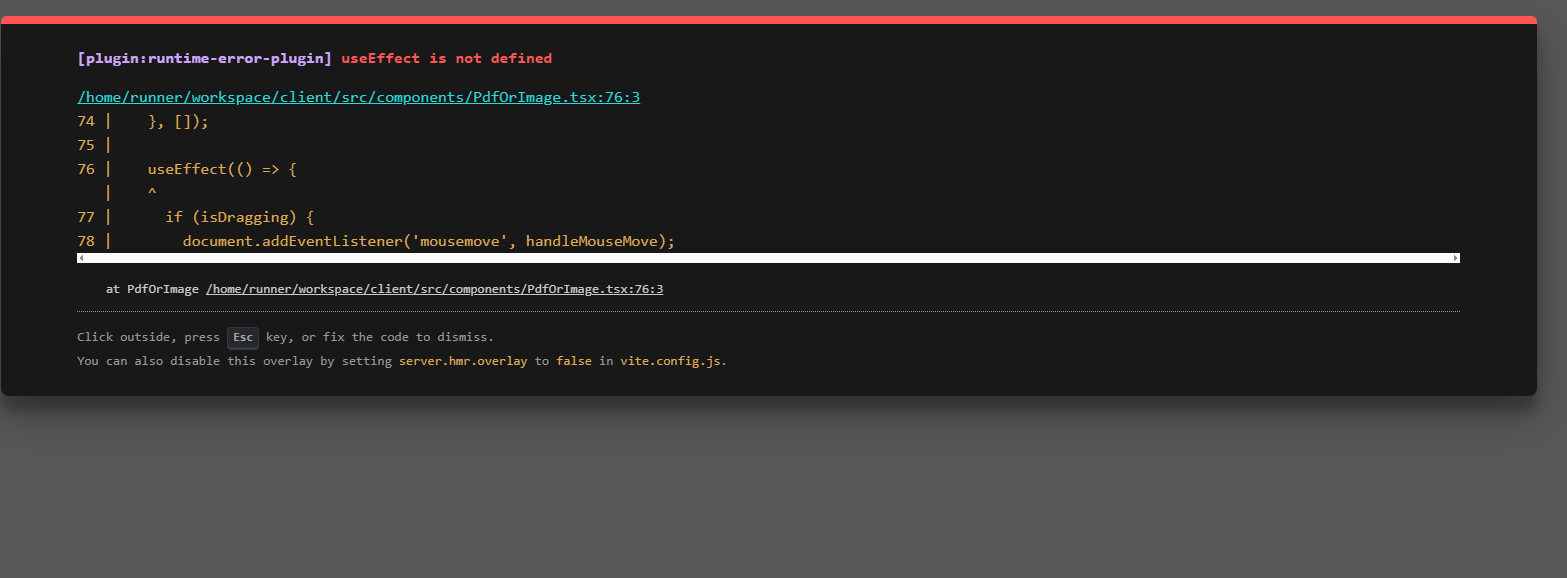 [plugin:runtime-error-plugin] useEffect is not defined
/home/runner/workspace/client/src/components/PdfOrImage.tsx:76:3
74 |    }, []);
75 |
76 |    useEffect(() => {
   |    ^
77 |      if (isDragging) {
78 |        document.addEventListener('mousemove', handleMouseMove);
at PdfOrImage /home/runner/workspace/client/src/components/PdfOrImage.tsx:76:3
Click outside, press Esc key, or fix the code to dismiss.
You can also disable this overlay by setting server.hmr.overlay to false in vite.config.js.